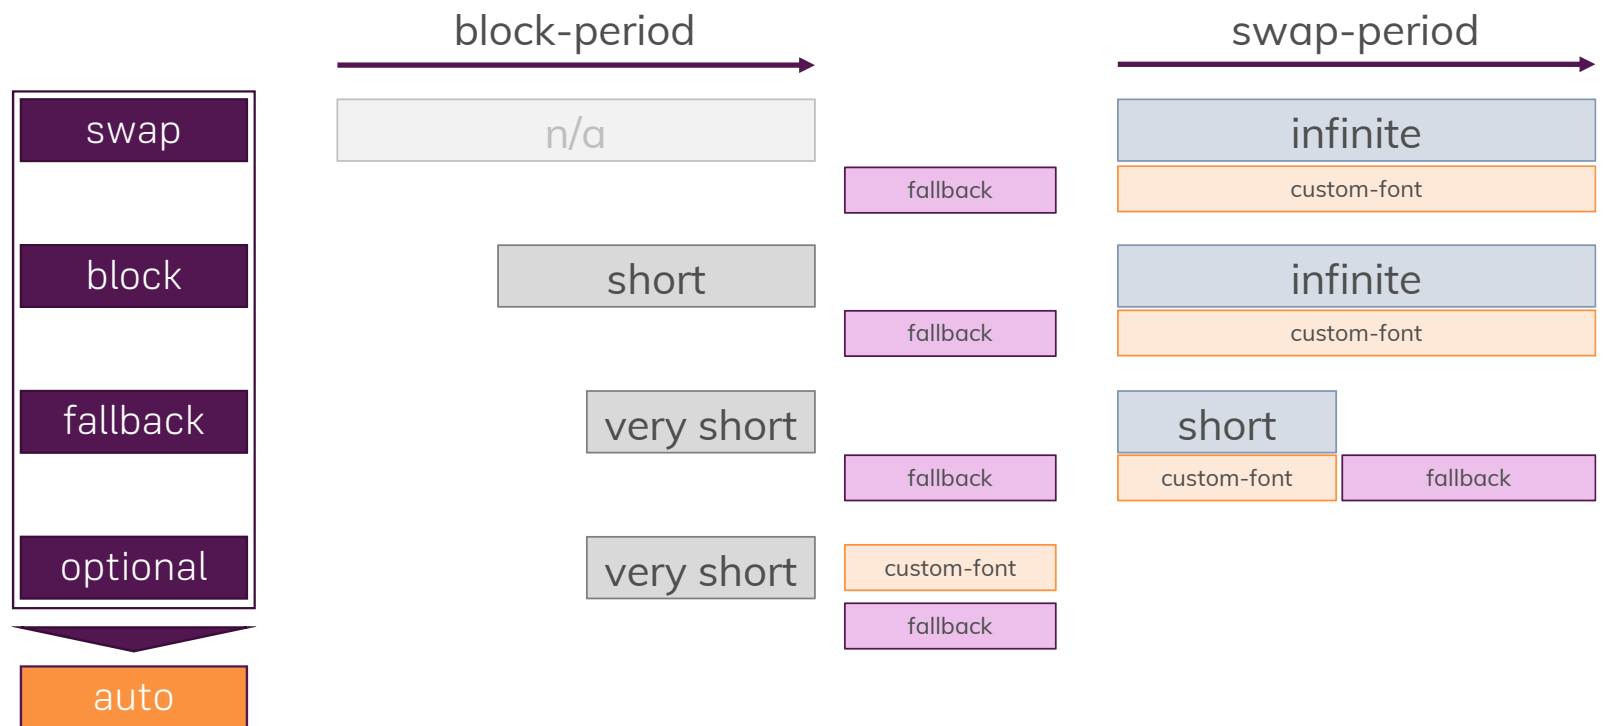 block-period
swap-period
swap
n/a
infinite
fallback
custom-font
block
short
infinite
fallback
custom-font
fallback
very short
short
fallback
custom-font
fallback
optional
very short
custom-font
fallback
auto